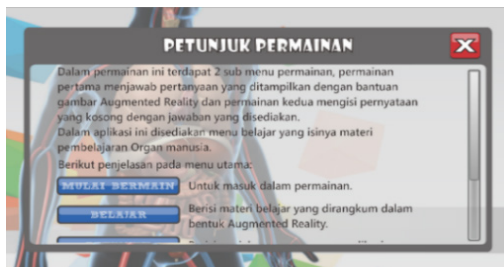 PETUNJUK PERMAINAN
X
Dalam permainan ini terdapat 2 sub menu permainan, permainan
pertama menjawab pertanyaan yang ditampilkan dengan bantuan
gambar Augmented Reality dan permainan kedua mengisi pernyataan
yang kosong dengan jawaban yang disediakan.
Dalam aplikasi ini disediakan menu belajar yang isinya materi
pembelajaran Organ manusia.
Berikut penjelasan pada menu utama:
MULAI BERMAIN Untuk masuk dalam permainan.
BELAJAR Berisi materi belajar yang dirangkum dalam
bentuk Augmented Reality.